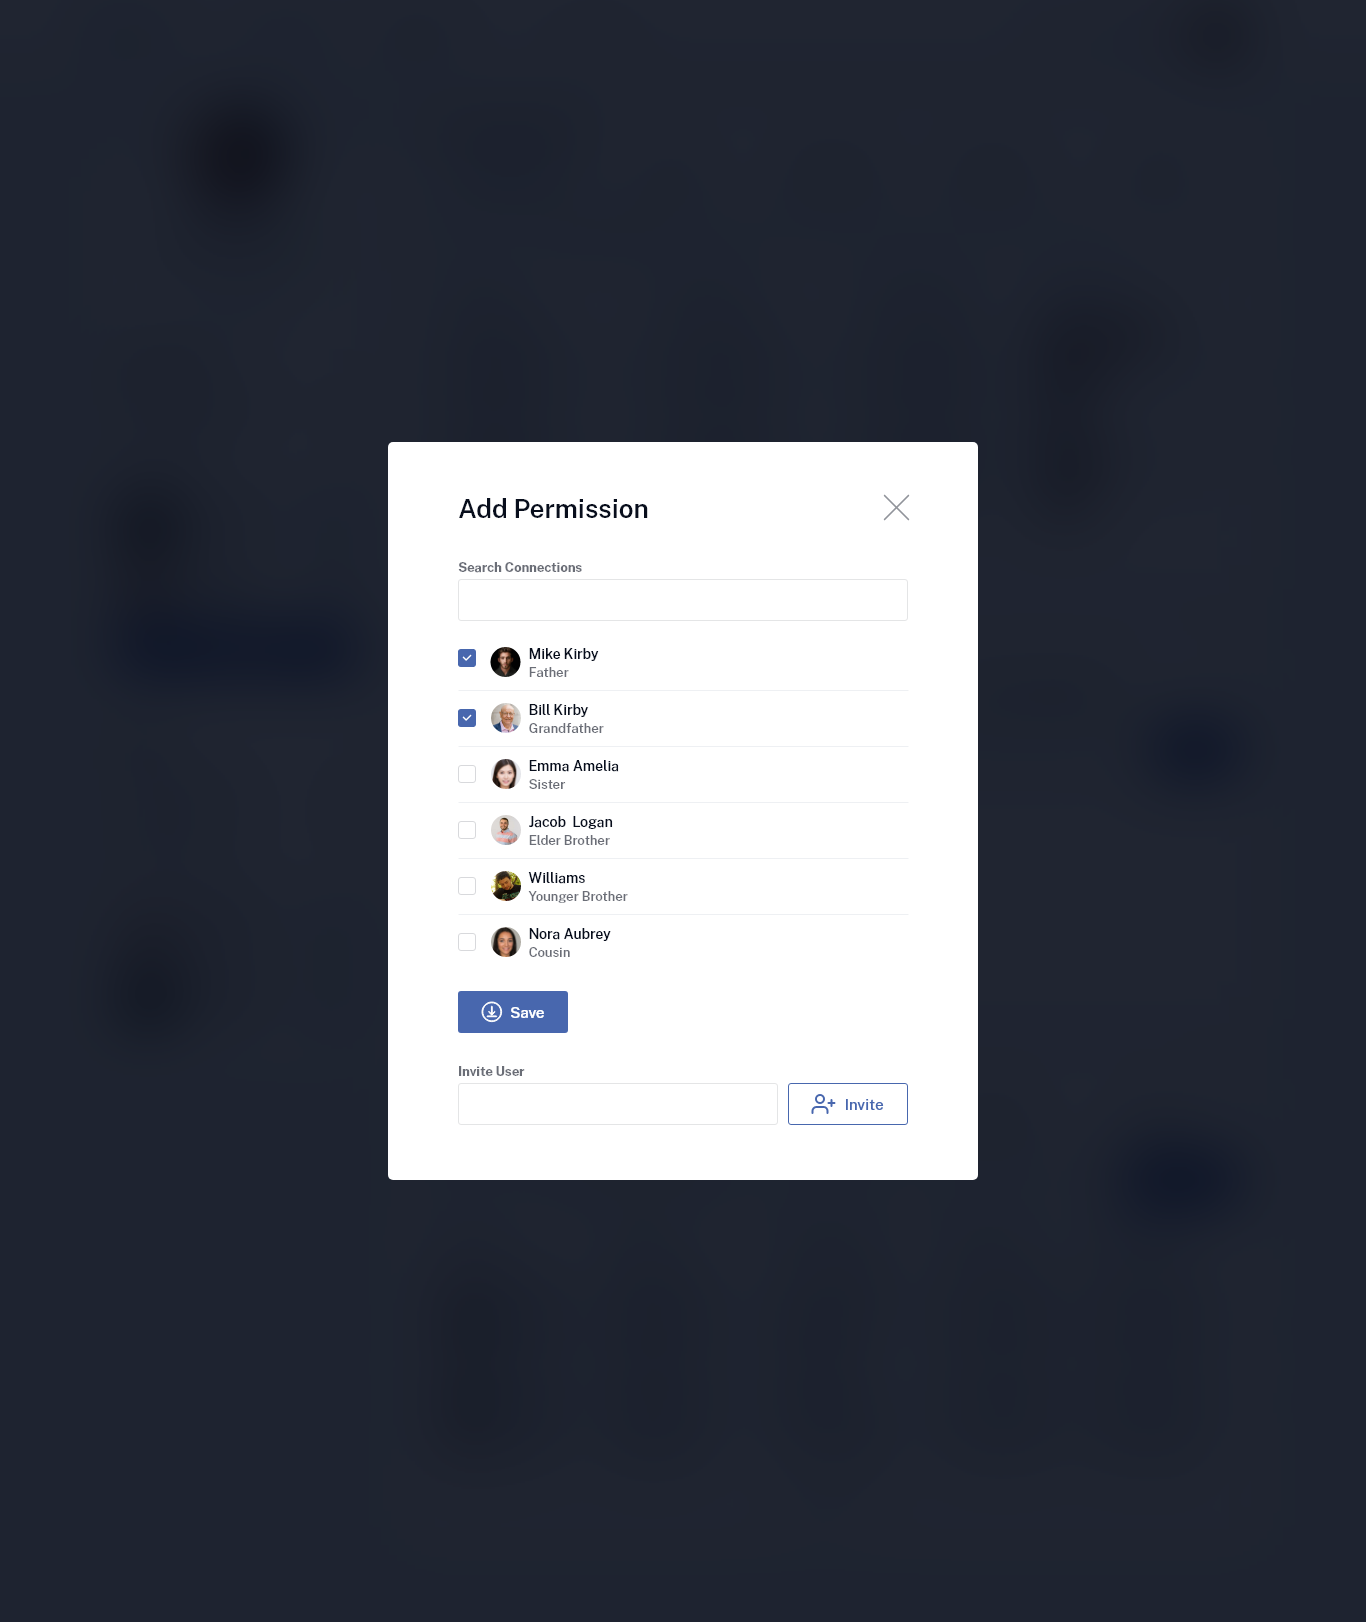 Add Permission
Search Connections
Mike Kirby
Father
Bill Kirby
Grandfather
Emma Amelia
Sister
Jacob  Logan
Elder Brother
Williams
Younger Brother
Nora Aubrey
Cousin
Save
Invite User
Invite